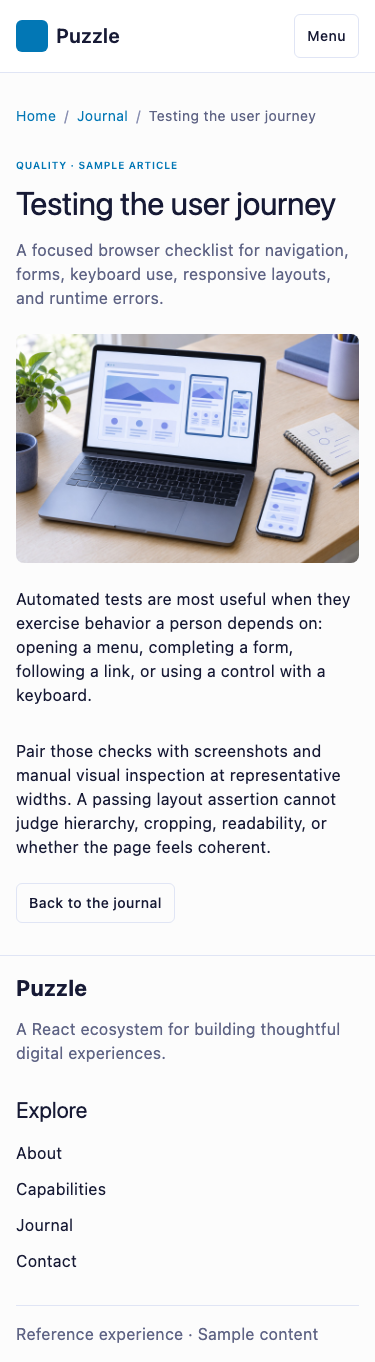 Puzzle
Menu
Home / Journal / Testing the user journey
QUALITY · SAMPLE ARTICLE
Testing the user journey
A focused browser checklist for navigation,
forms, keyboard use, responsive layouts,
and runtime errors.
Automated tests are most useful when they
exercise behavior a person depends on:
opening a menu, completing a form,
following a link, or using a control with a
keyboard.
Pair those checks with screenshots and
manual visual inspection at representative
widths. A passing layout assertion cannot
judge hierarchy, cropping, readability, or
whether the page feels coherent.
Back to the journal
Puzzle
A React ecosystem for building thoughtful
digital experiences.
Explore
About
Capabilities
Journal
Contact
Reference experience · Sample content